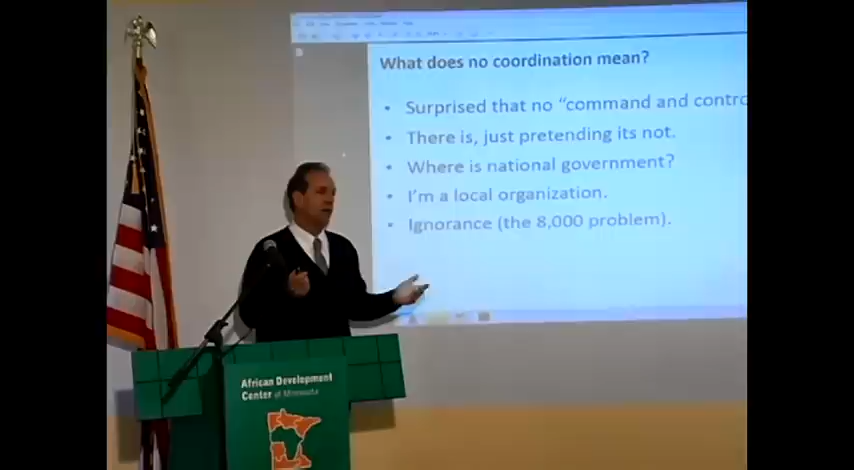 What does no coordination mean?
• Surprised that no “command and contro
• There is, just pretending its not.
• Where is national government?
• I’m a local organization.
• Ignorance (the 8,000 problem).
African Development
Center of Minnesota